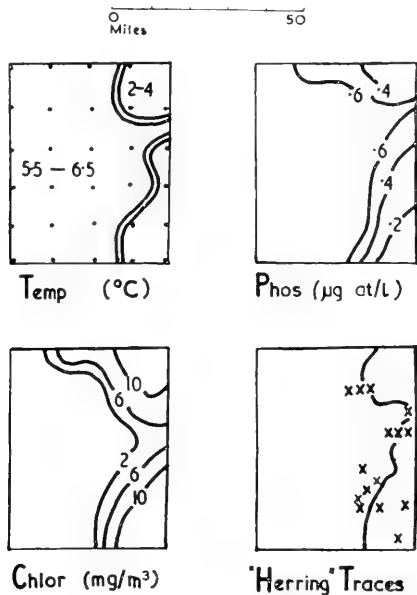 0 50
Miles
2-4
5·5 — 6·5
Temp (°C)
·6 ·4
·6
·4
·2
Phos (µg at/l)
10
6
2
6
10
Chlor (mg/m³)
x x x
x
x x x
x
x
x
x x
x x
x
x
"Herring" Traces